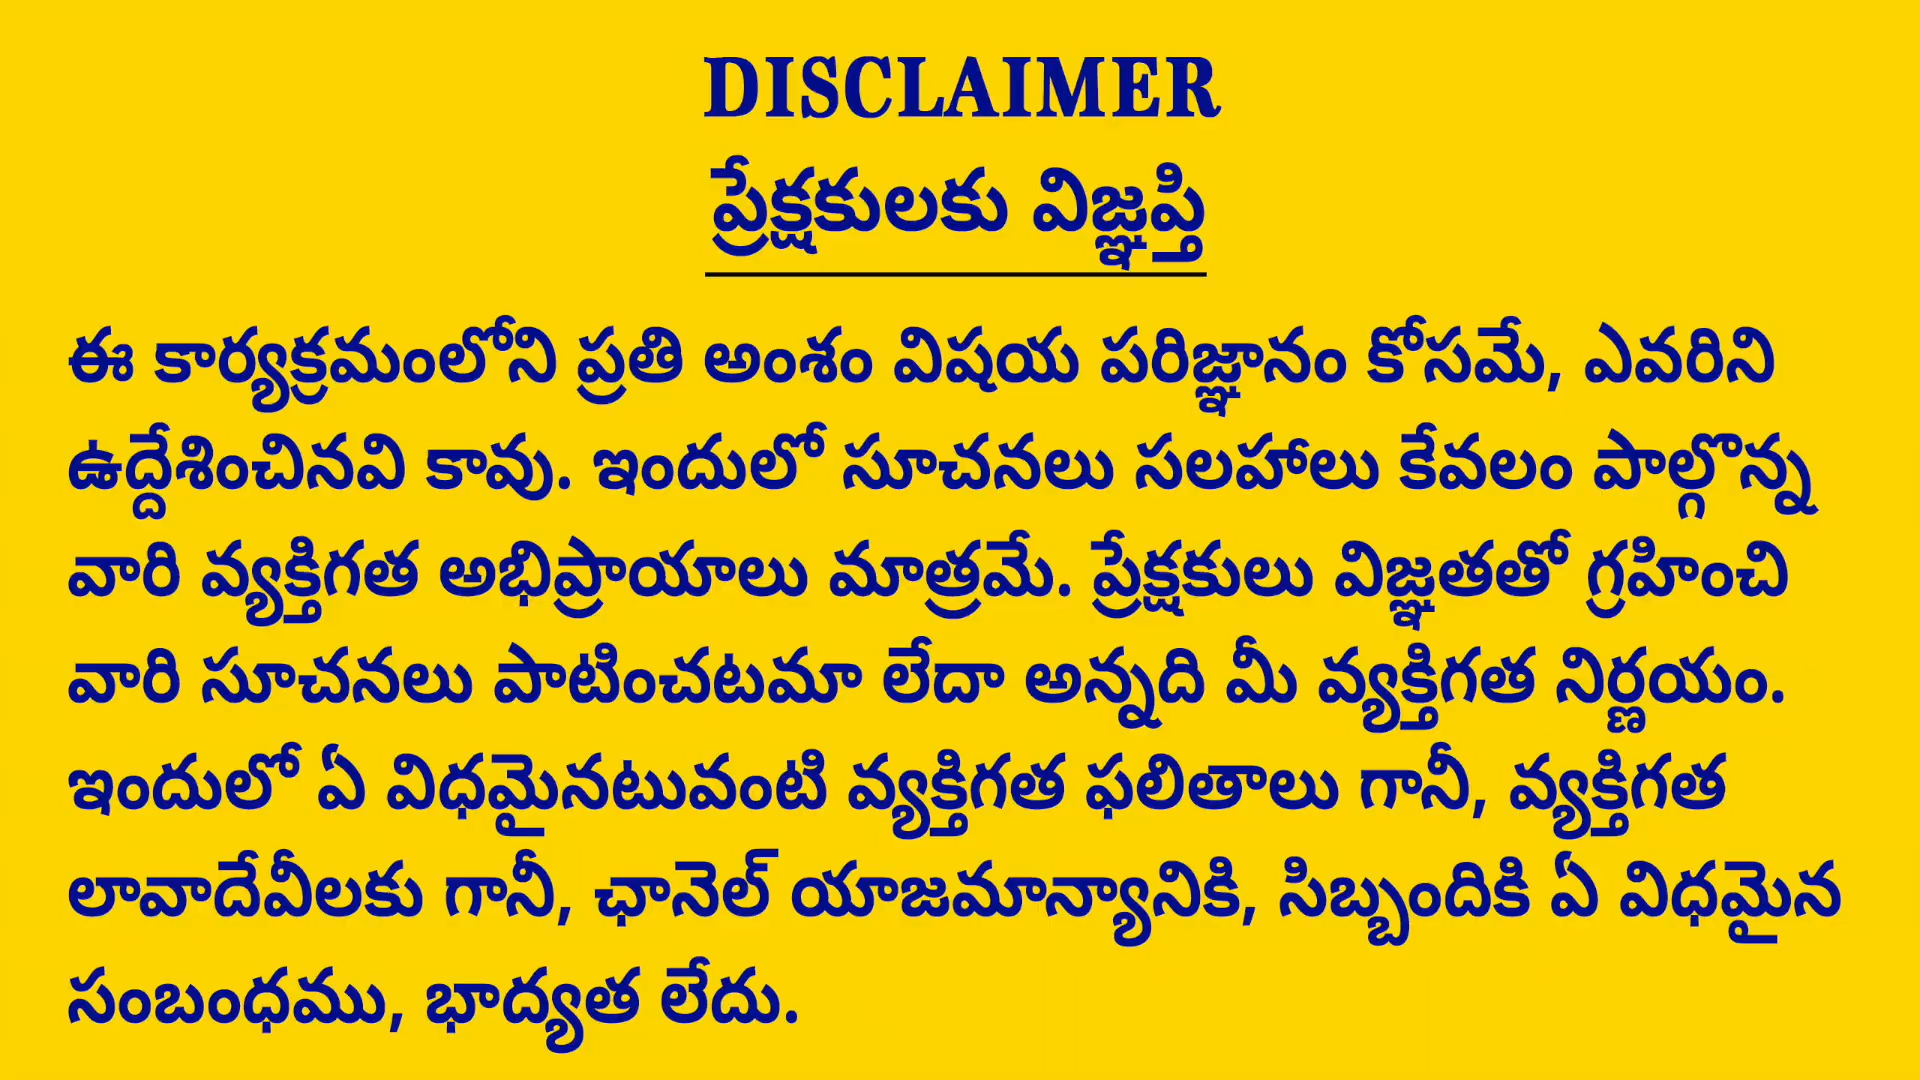 DISCLAIMER
ప్రేక్షకులకు విజ్ఞప్తి
ఈ కార్యక్రమంలోని ప్రతి అంశం విషయ పరిజ్ఞానం కోసమే, ఎవరిని
ఉద్దేశించినవి కావు. ఇందులో సూచనలు సలహాలు కేవలం పాల్గొన్న
వారి వ్యక్తిగత అభిప్రాయాలు మాత్రమే. ప్రేక్షకులు విజ్ఞతతో గ్రహించి
వారి సూచనలు పాటించటమా లేదా అన్నది మీ వ్యక్తిగత నిర్ణయం.
ఇందులో ఏ విధమైనటువంటి వ్యక్తిగత ఫలితాలు గానీ, వ్యక్తిగత
లావాదేవీలకు గానీ, ఛానెల్ యాజమాన్యానికి, సిబ్బందికి ఏ విధమైన
సంబంధము, భాద్యత లేదు.